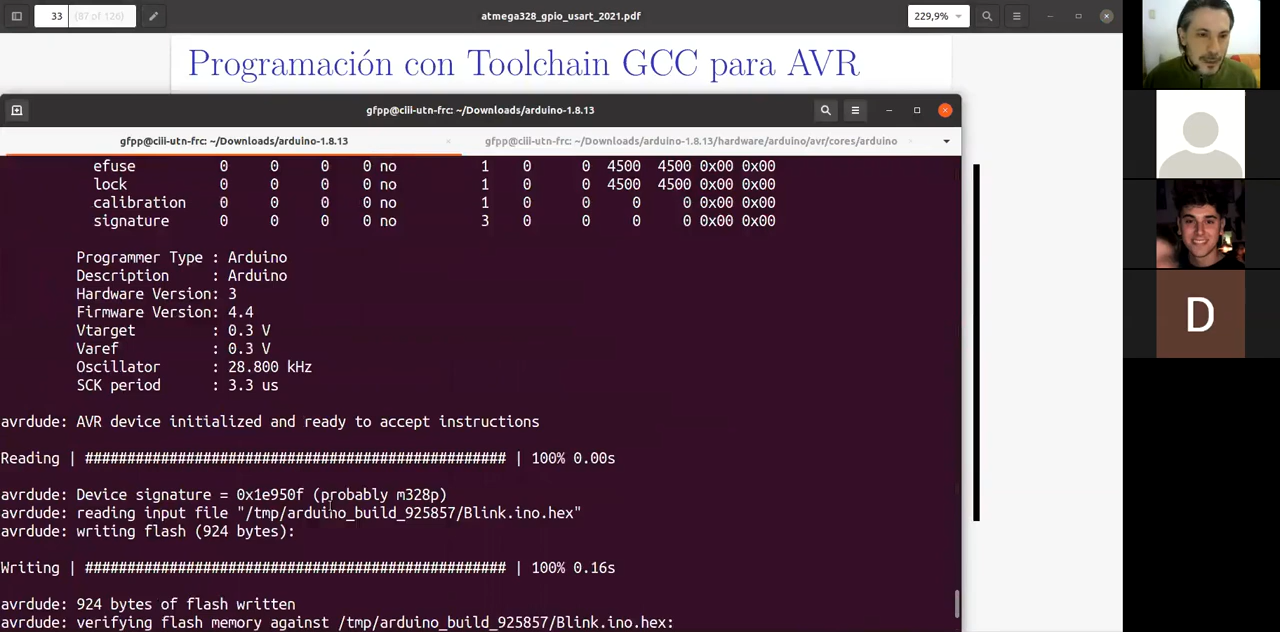 33 (87 of 126) atmega328_gpio_usart_2021.pdf 229,9%
Programación con Toolchain GCC para AVR
gfpp@ciii-utn-frc: ~/Downloads/arduino-1.8.13
gfpp@ciii-utn-frc: ~/Downloads/arduino-1.8.13 gfpp@ciii-utn-frc: ~/Downloads/arduino-1.8.13/hardware/arduino/avr/cores/arduino
efuse 0 0 0 0 no 1 0 0 4500 4500 0x00 0x00
lock 0 0 0 0 no 1 0 0 4500 4500 0x00 0x00
calibration 0 0 0 0 no 1 0 0 0 0 0x00 0x00
signature 0 0 0 0 no 3 0 0 0 0 0x00 0x00
Programmer Type : Arduino
Description : Arduino
Hardware Version: 3
Firmware Version: 4.4
Vtarget : 0.3 V
Varef : 0.3 V
Oscillator : 28.800 kHz
SCK period : 3.3 us
avrdude: AVR device initialized and ready to accept instructions
Reading | ################################################## | 100% 0.00s
avrdude: Device signature = 0x1e950f (probably m328p)
avrdude: reading input file "/tmp/arduino_build_925857/Blink.ino.hex"
avrdude: writing flash (924 bytes):
Writing | ################################################## | 100% 0.16s
avrdude: 924 bytes of flash written
avrdude: verifying flash memory against /tmp/arduino_build_925857/Blink.ino.hex:
D